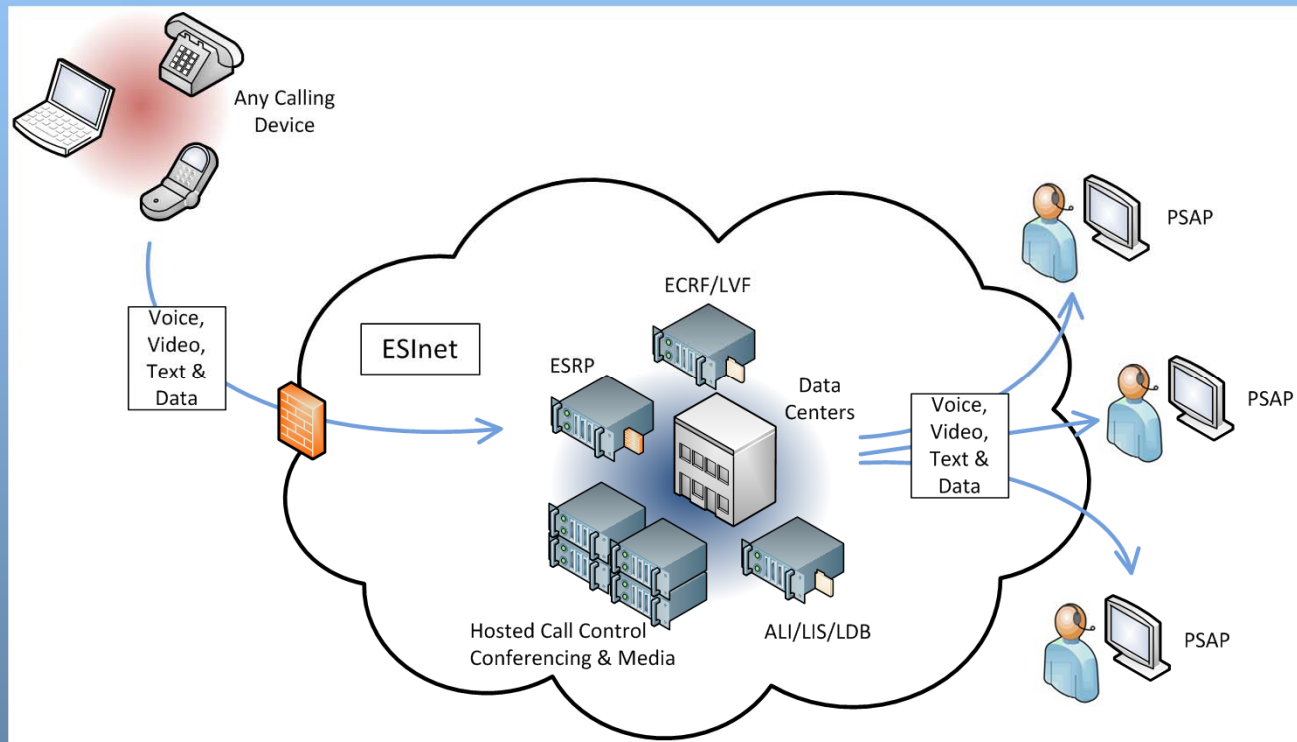 Any Calling
Device
Voice,
Video,
Text &
Data
ESInet
ECRF/LVF
ESRP
Data
Centers
Hosted Call Control
Conferencing & Media
ALI/LIS/LDB
Voice,
Video,
Text &
Data
PSAP
PSAP
PSAP